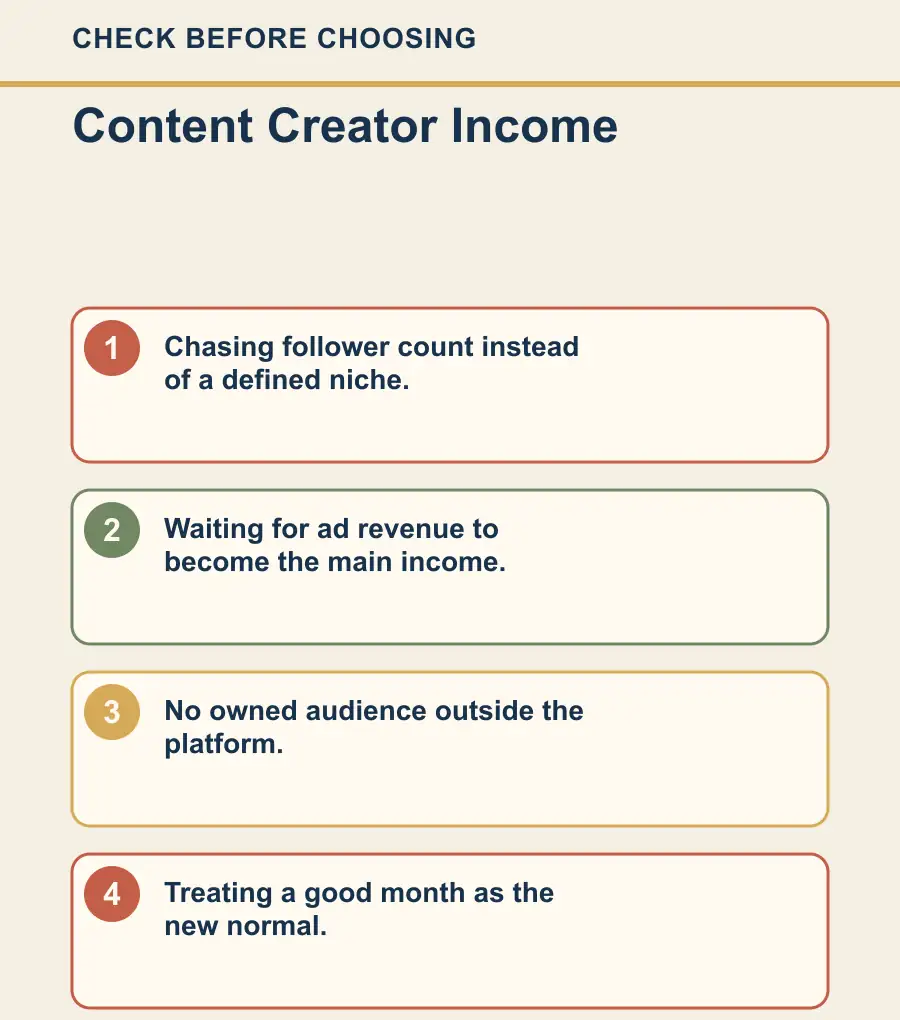 CHECK BEFORE CHOOSING
Content Creator Income
1
Chasing follower count instead
of a defined niche.
2
Waiting for ad revenue to
become the main income.
3
No owned audience outside the
platform.
4
Treating a good month as the
new normal.